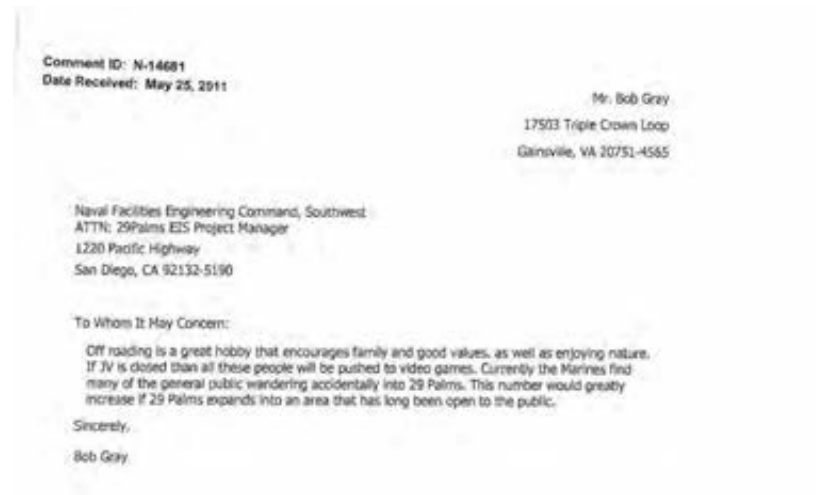 Comment ID: N-14681
Date Received: May 25, 2011
Mr. Bob Gray
17503 Triple Crown Loop
Gainsville, VA 20751-4565
Naval Facilities Engineering Command, Southwest
ATTN: 29Palms EIS Project Manager
1220 Pacific Highway
San Diego, CA 92132-5190
To Whom It May Concern:
Off roading is a great hobby that encourages family and good values, as well as enjoying nature.
If JV is closed than all these people will be pushed to video games. Currently the Marines find
many of the general public wandering accidentally into 29 Palms. This number would greatly
increase if 29 Palms expands into an area that has long been open to the public.
Sincerely,
Bob Gray